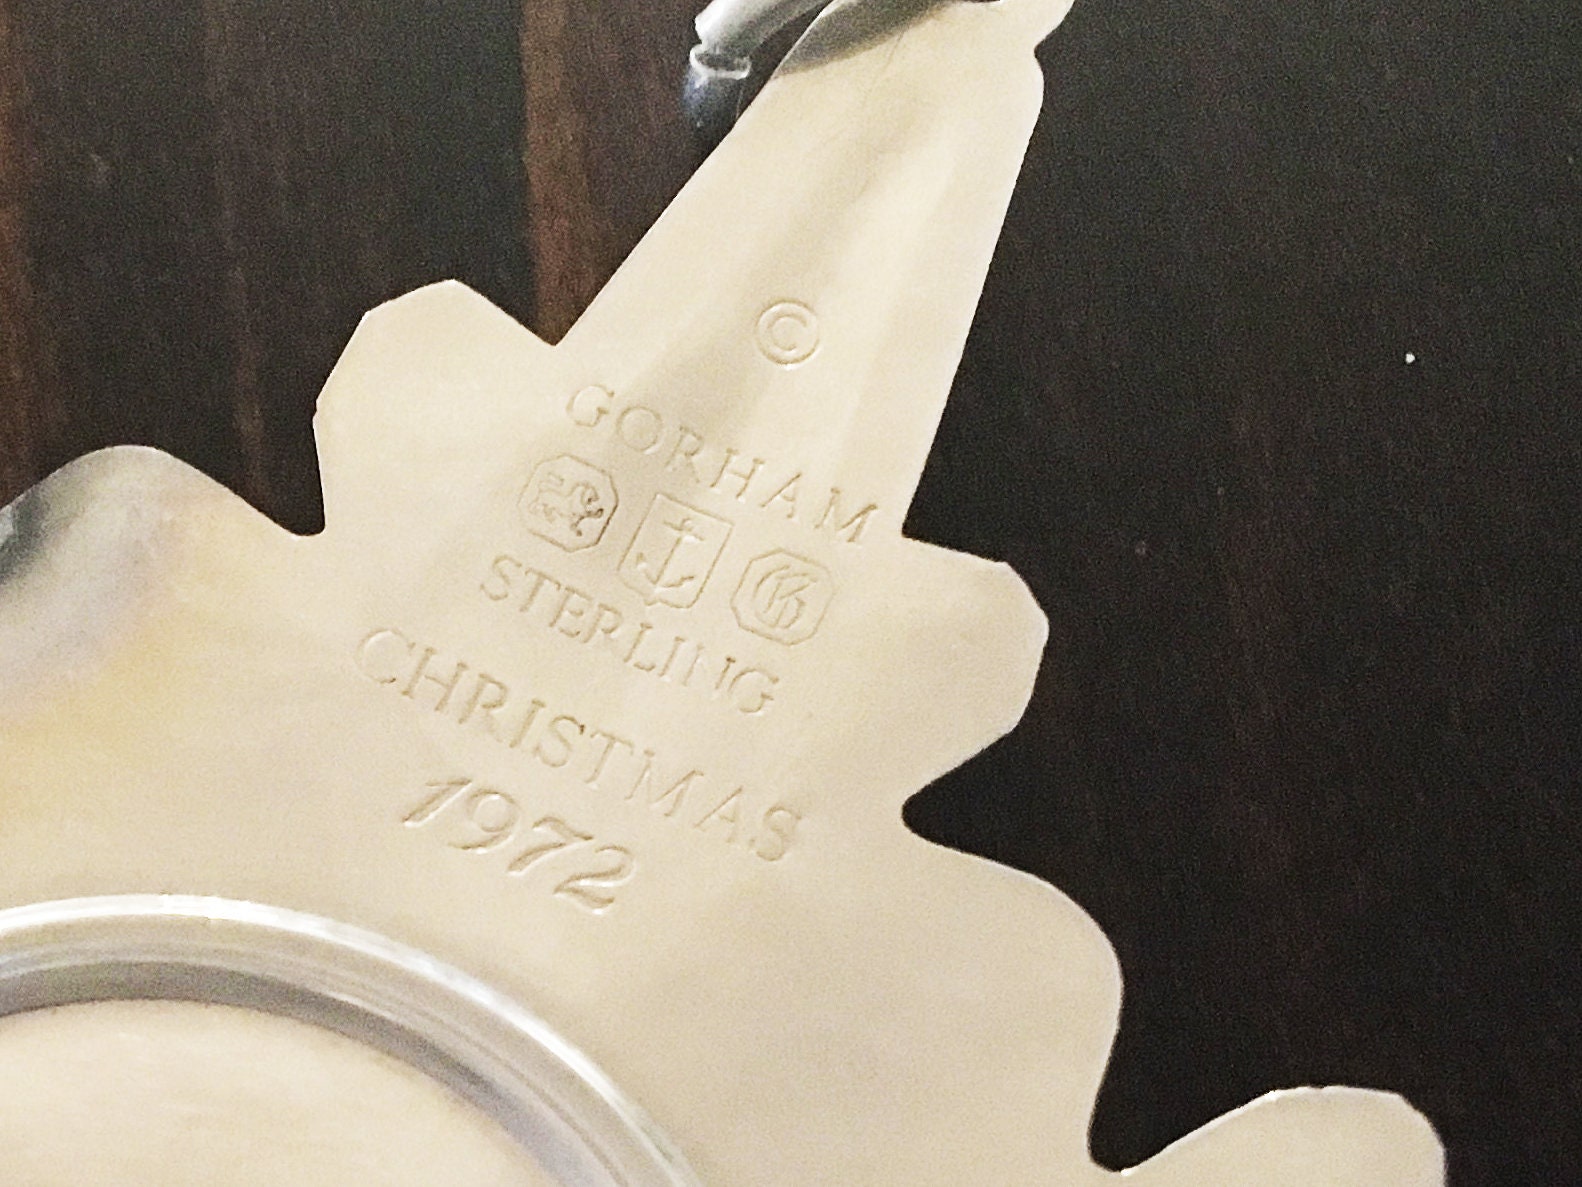 ©
GORHAM
G
STERLING
CHRISTMAS
1972